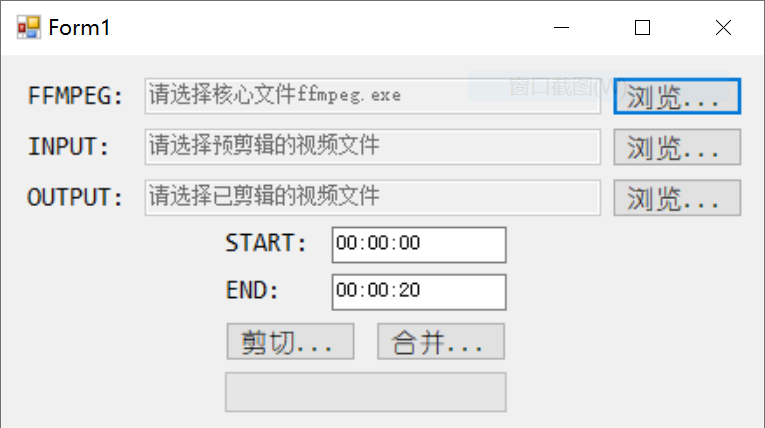 Form1
FFMPEG: 请选择核心文件ffmpeg.exe 浏览...
窗口截图(W)
INPUT: 请选择预剪辑的视频文件 浏览...
OUTPUT: 请选择已剪辑的视频文件 浏览...
START: 00:00:00
END: 00:00:20
剪切... 合并...